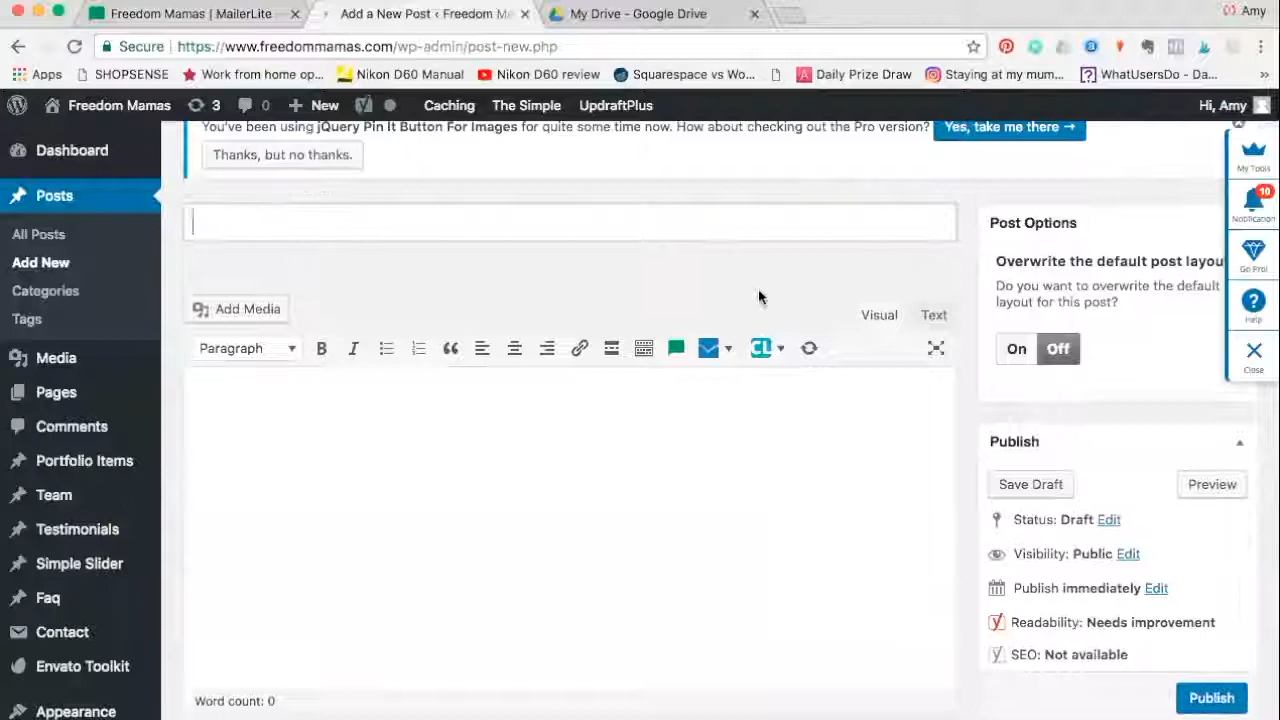 Freedom Mamas | MailerLite
Add a New Post ‹ Freedom M
My Drive - Google Drive
Amy
Secure
https://www.freedommamas.com/wp-admin/post-new.php
Apps
SHOPSENSE
Work from home op...
Nikon D60 Manual
Nikon D60 review
Squarespace vs Wo...
Daily Prize Draw
Staying at my mum...
WhatUsersDo - Da...
»
Freedom Mamas
3
0
New
Caching
The Simple
UpdraftPlus
Hi, Amy
You've been using jQuery Pin It Button For Images for quite some time now. How about checking out the Pro version?
Yes, take me there →
Thanks, but no thanks.
Dashboard
Posts
All Posts
Add New
Categories
Tags
Media
Pages
Comments
Portfolio Items
Team
Testimonials
Simple Slider
Faq
Contact
Envato Toolkit
Appearance
Add Media
Visual
Text
Paragraph
B
I
CL
Word count: 0
Post Options
Overwrite the default post layou
Do you want to overwrite the default
layout for this post?
On
Off
Publish
Save Draft
Preview
Status: Draft Edit
Visibility: Public Edit
Publish immediately Edit
Readability: Needs improvement
SEO: Not available
Publish
My Tools
10
Notification
Go Pro!
Help
Close